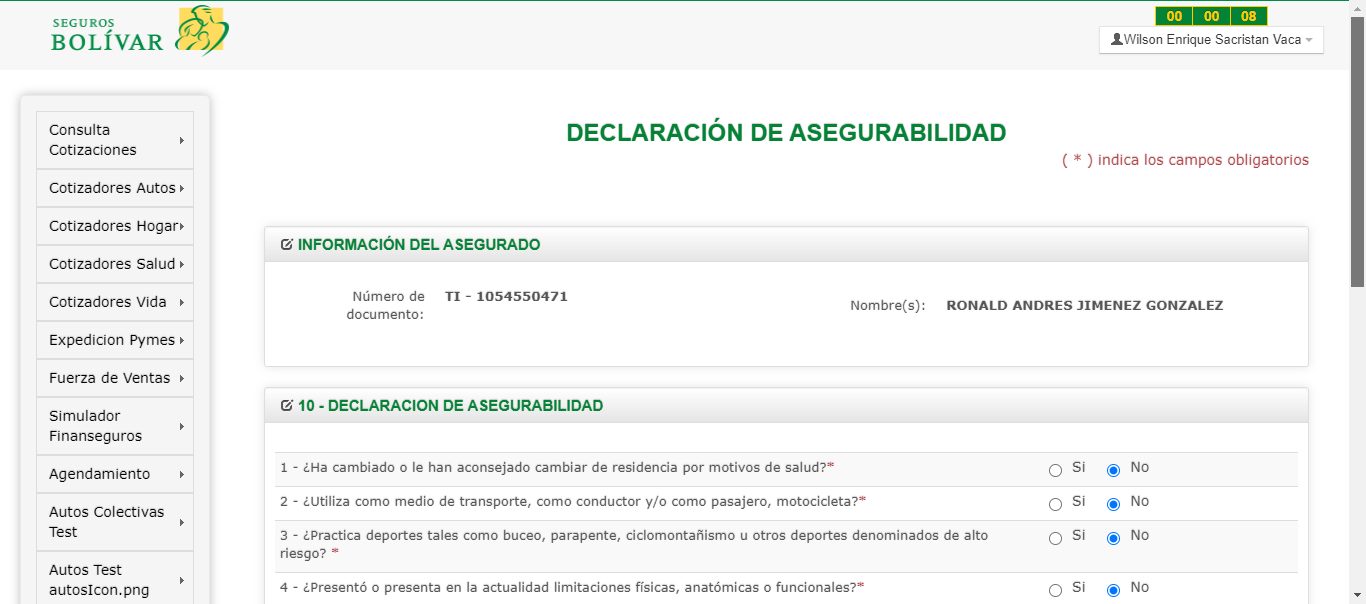 SEGUROS
BOLÍVAR
00 00 08
Wilson Enrique Sacristan Vaca
Consulta
Cotizaciones
Cotizadores Autos
Cotizadores Hogar
Cotizadores Salud
Cotizadores Vida
Expedicion Pymes
Fuerza de Ventas
Simulador
Finanseguros
Agendamiento
Autos Colectivas
Test
Autos Test
autosIcon.png
DECLARACIÓN DE ASEGURABILIDAD
( * ) indica los campos obligatorios
INFORMACIÓN DEL ASEGURADO
Número de
documento:
TI - 1054550471
Nombre(s):
RONALD ANDRES JIMENEZ GONZALEZ
10 - DECLARACION DE ASEGURABILIDAD
1 - ¿Ha cambiado o le han aconsejado cambiar de residencia por motivos de salud?*
Si No
2 - ¿Utiliza como medio de transporte, como conductor y/o como pasajero, motocicleta?*
Si No
3 - ¿Practica deportes tales como buceo, parapente, ciclomontañismo u otros deportes denominados de alto
riesgo? *
Si No
4 - ¿Presentó o presenta en la actualidad limitaciones físicas, anatómicas o funcionales?*
Si No